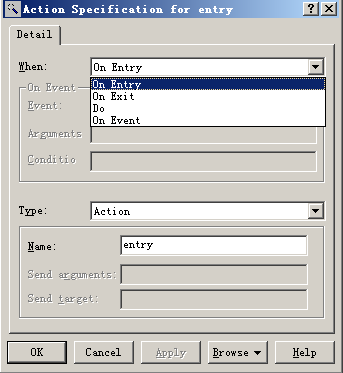 Action Specification for entry
Detail
When: On Entry
On Entry
On Exit
Do
On Event
On Event
Event:
Arguments
Conditio
Type: Action
Name: entry
Send arguments:
Send target:
OK Cancel Apply Browse Help